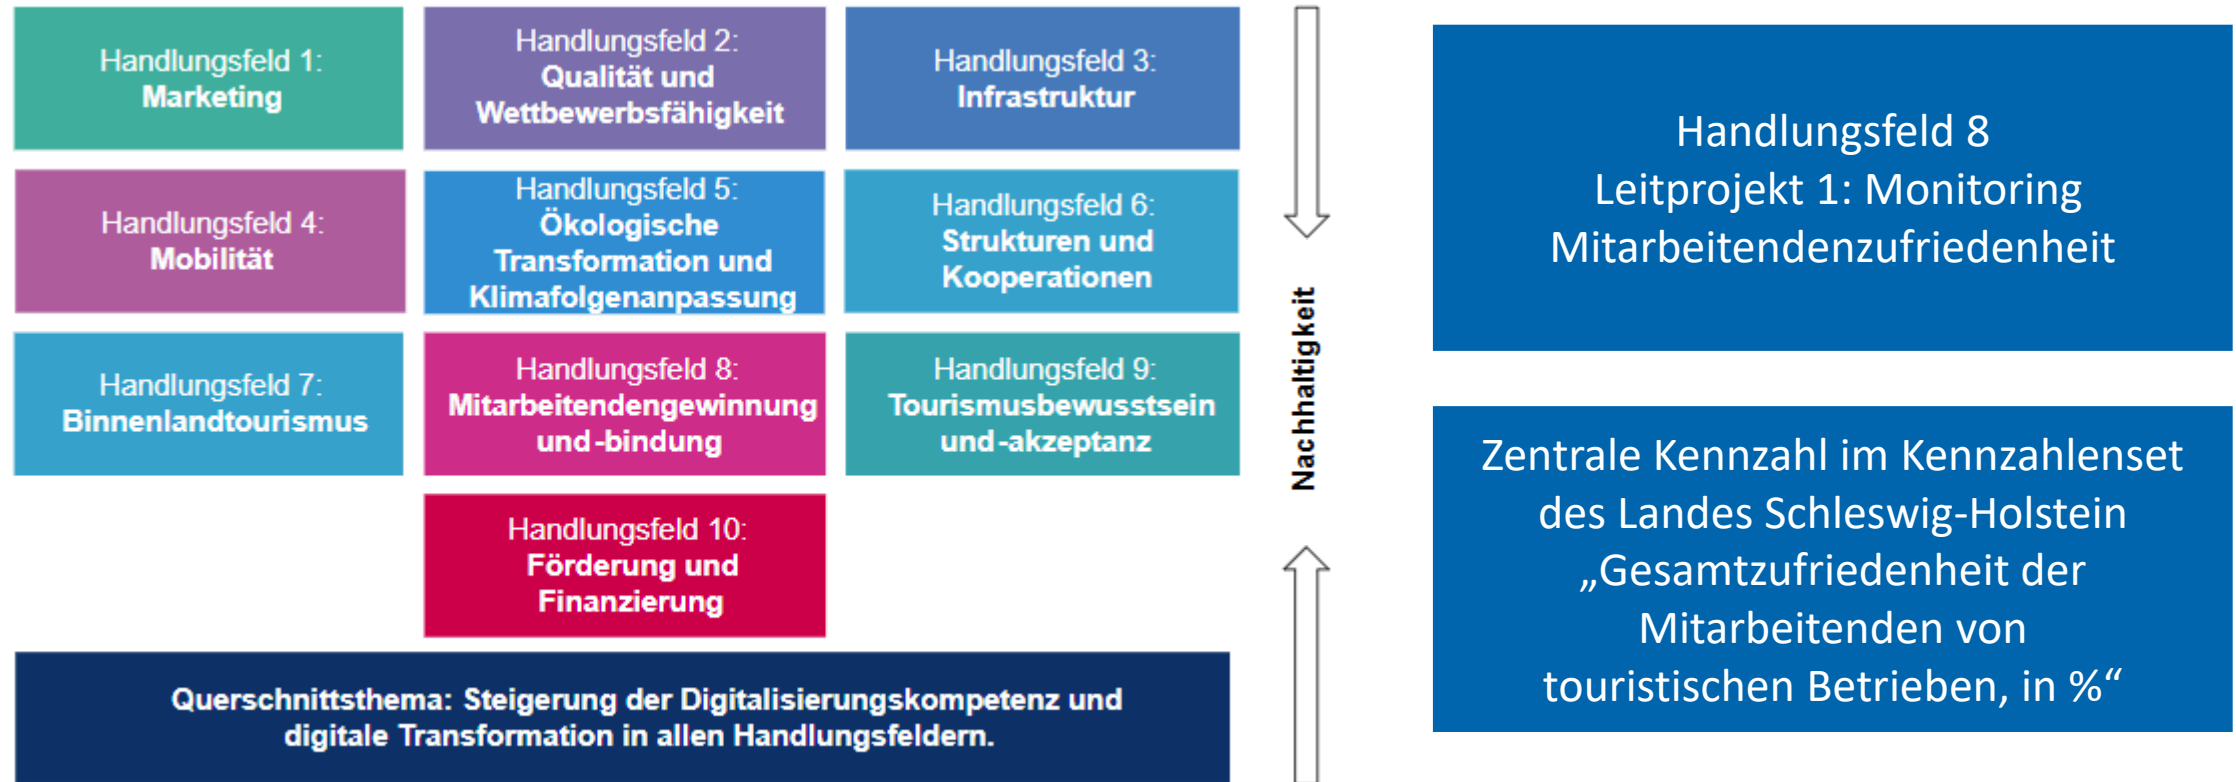 Handlungsfeld 1:
Marketing
Handlungsfeld 2:
Qualität und
Wettbewerbsfähigkeit
Handlungsfeld 3:
Infrastruktur
Handlungsfeld 4:
Mobilität
Handlungsfeld 5:
Ökologische
Transformation und
Klimafolgenanpassung
Handlungsfeld 6:
Strukturen und
Kooperationen
Handlungsfeld 7:
Binnenlandtourismus
Handlungsfeld 8:
Mitarbeitendengewinnung
und -bindung
Handlungsfeld 9:
Tourismusbewusstsein
und -akzeptanz
Handlungsfeld 10:
Förderung und
Finanzierung
Querschnittsthema: Steigerung der Digitalisierungskompetenz und
digitale Transformation in allen Handlungsfeldern.
Nachhaltigkeit
Handlungsfeld 8
Leitprojekt 1: Monitoring
Mitarbeitendenzufriedenheit
Zentrale Kennzahl im Kennzahlenset
des Landes Schleswig-Holstein
„Gesamtzufriedenheit der
Mitarbeitenden von
touristischen Betrieben, in %“